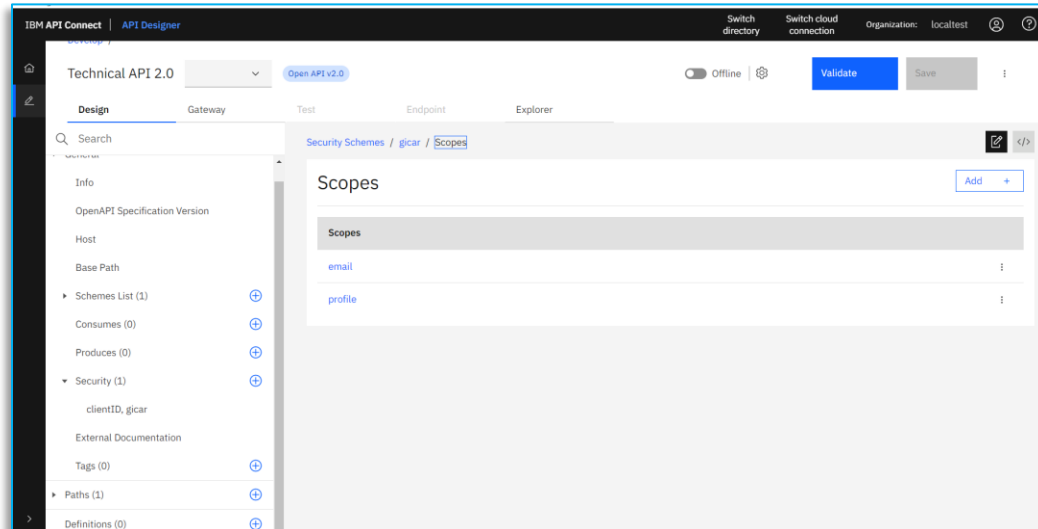 IBM API Connect | API Designer
Switch directory
Switch cloud connection
Organization: localtest
Develop /
Technical API 2.0
Open API v2.0
Offline
Validate
Save
Design
Gateway
Test
Endpoint
Explorer
Search
General
Info
OpenAPI Specification Version
Host
Base Path
Schemes List (1)
Consumes (0)
Produces (0)
Security (1)
clientID, gicar
External Documentation
Tags (0)
Paths (1)
Definitions (0)
Security Schemes / gicar / Scopes
</>
Scopes
Add +
Scopes
email
profile